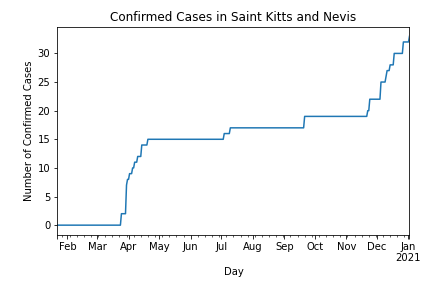 Confirmed Cases in Saint Kitts and Nevis
Number of Confirmed Cases
30
25
20
15
10
5
0
Feb Mar Apr May Jun Jul Aug Sep Oct Nov Dec Jan
2021
Day